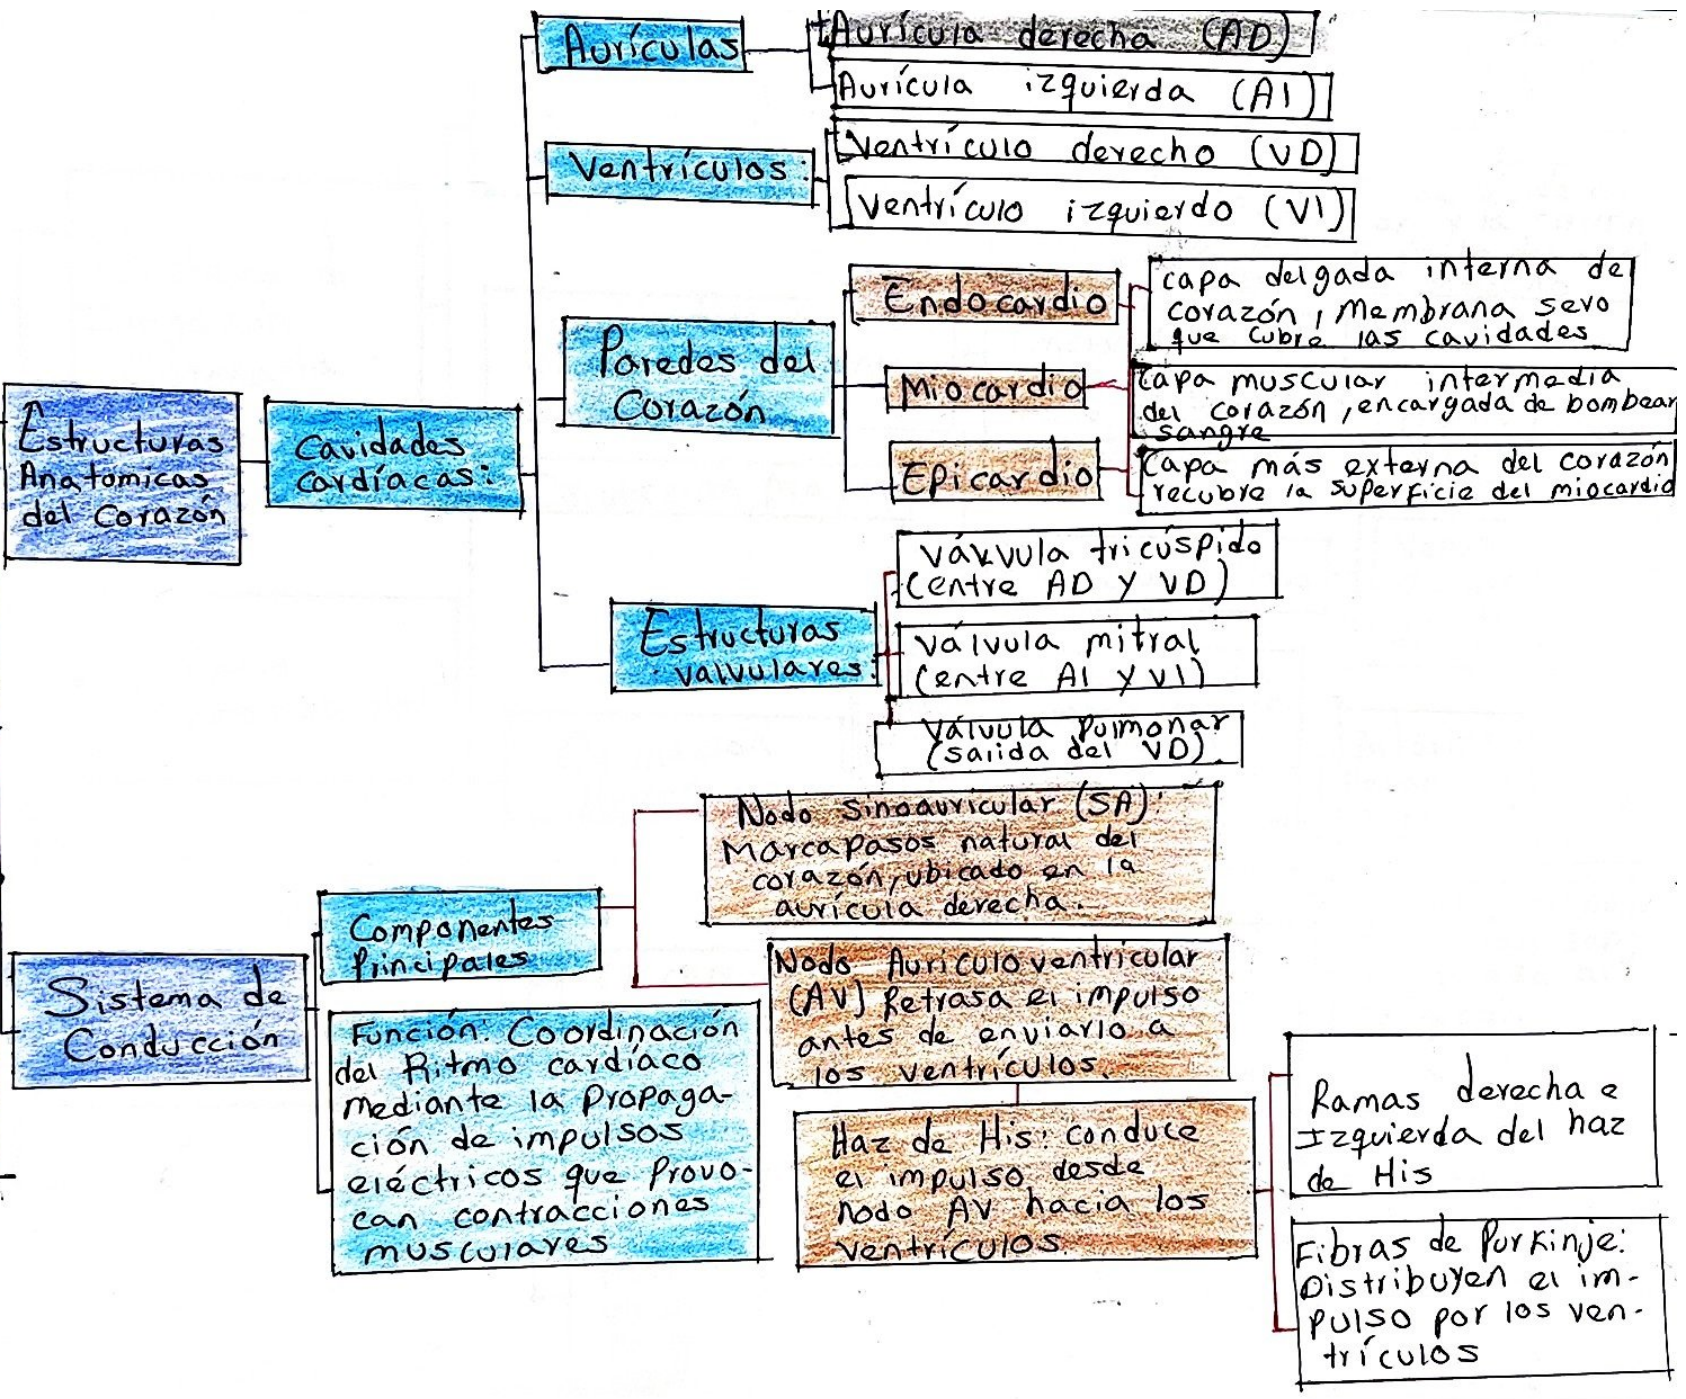 Aurículas
Aurícula derecha (AD)
Aurícula izquierda (AI)
Ventrículos:
Ventrículo derecho (VD)
Ventrículo izquierdo (VI)
Estructuras
Anatomicas
del Corazón
Cavidades
cardíacas:
Paredes del
Corazón
Endocardio
capa delgada interna de
corazón, Membrana sero
que cubre las cavidades
Miocardio
Capa muscular intermedia
del corazón, encargada de bombear
sangre
Epicardio
Capa más externa del corazón
recubre la superficie del miocardio
Estructuras
valvulares:
Válvula tricúspido
(entre AD y VD)
válvula mitral
(entre AI y VI)
Válvula Pulmonar
(salida del VD).
Sistema de
Conducción
Componentes
Principales
Nodo Sinoauricular (SA):
Marcapasos natural del
corazón, ubicado en la
aurícula derecha.
Nodo Auriculoventricular
(AV) Retrasa el impulso
antes de enviarlo a
los ventrículos.
Haz de His: conduce
el impulso desde
nodo AV hacia los
ventrículos.
Ramas derecha e
Izquierda del haz
de His
Fibras de Purkinje:
Distribuyen el im-
pulso por los ven-
trículos
Función: Coordinación
del Ritmo cardíaco
mediante la Propaga-
ción de impulsos
eléctricos que Provo-
can contracciones
musculares